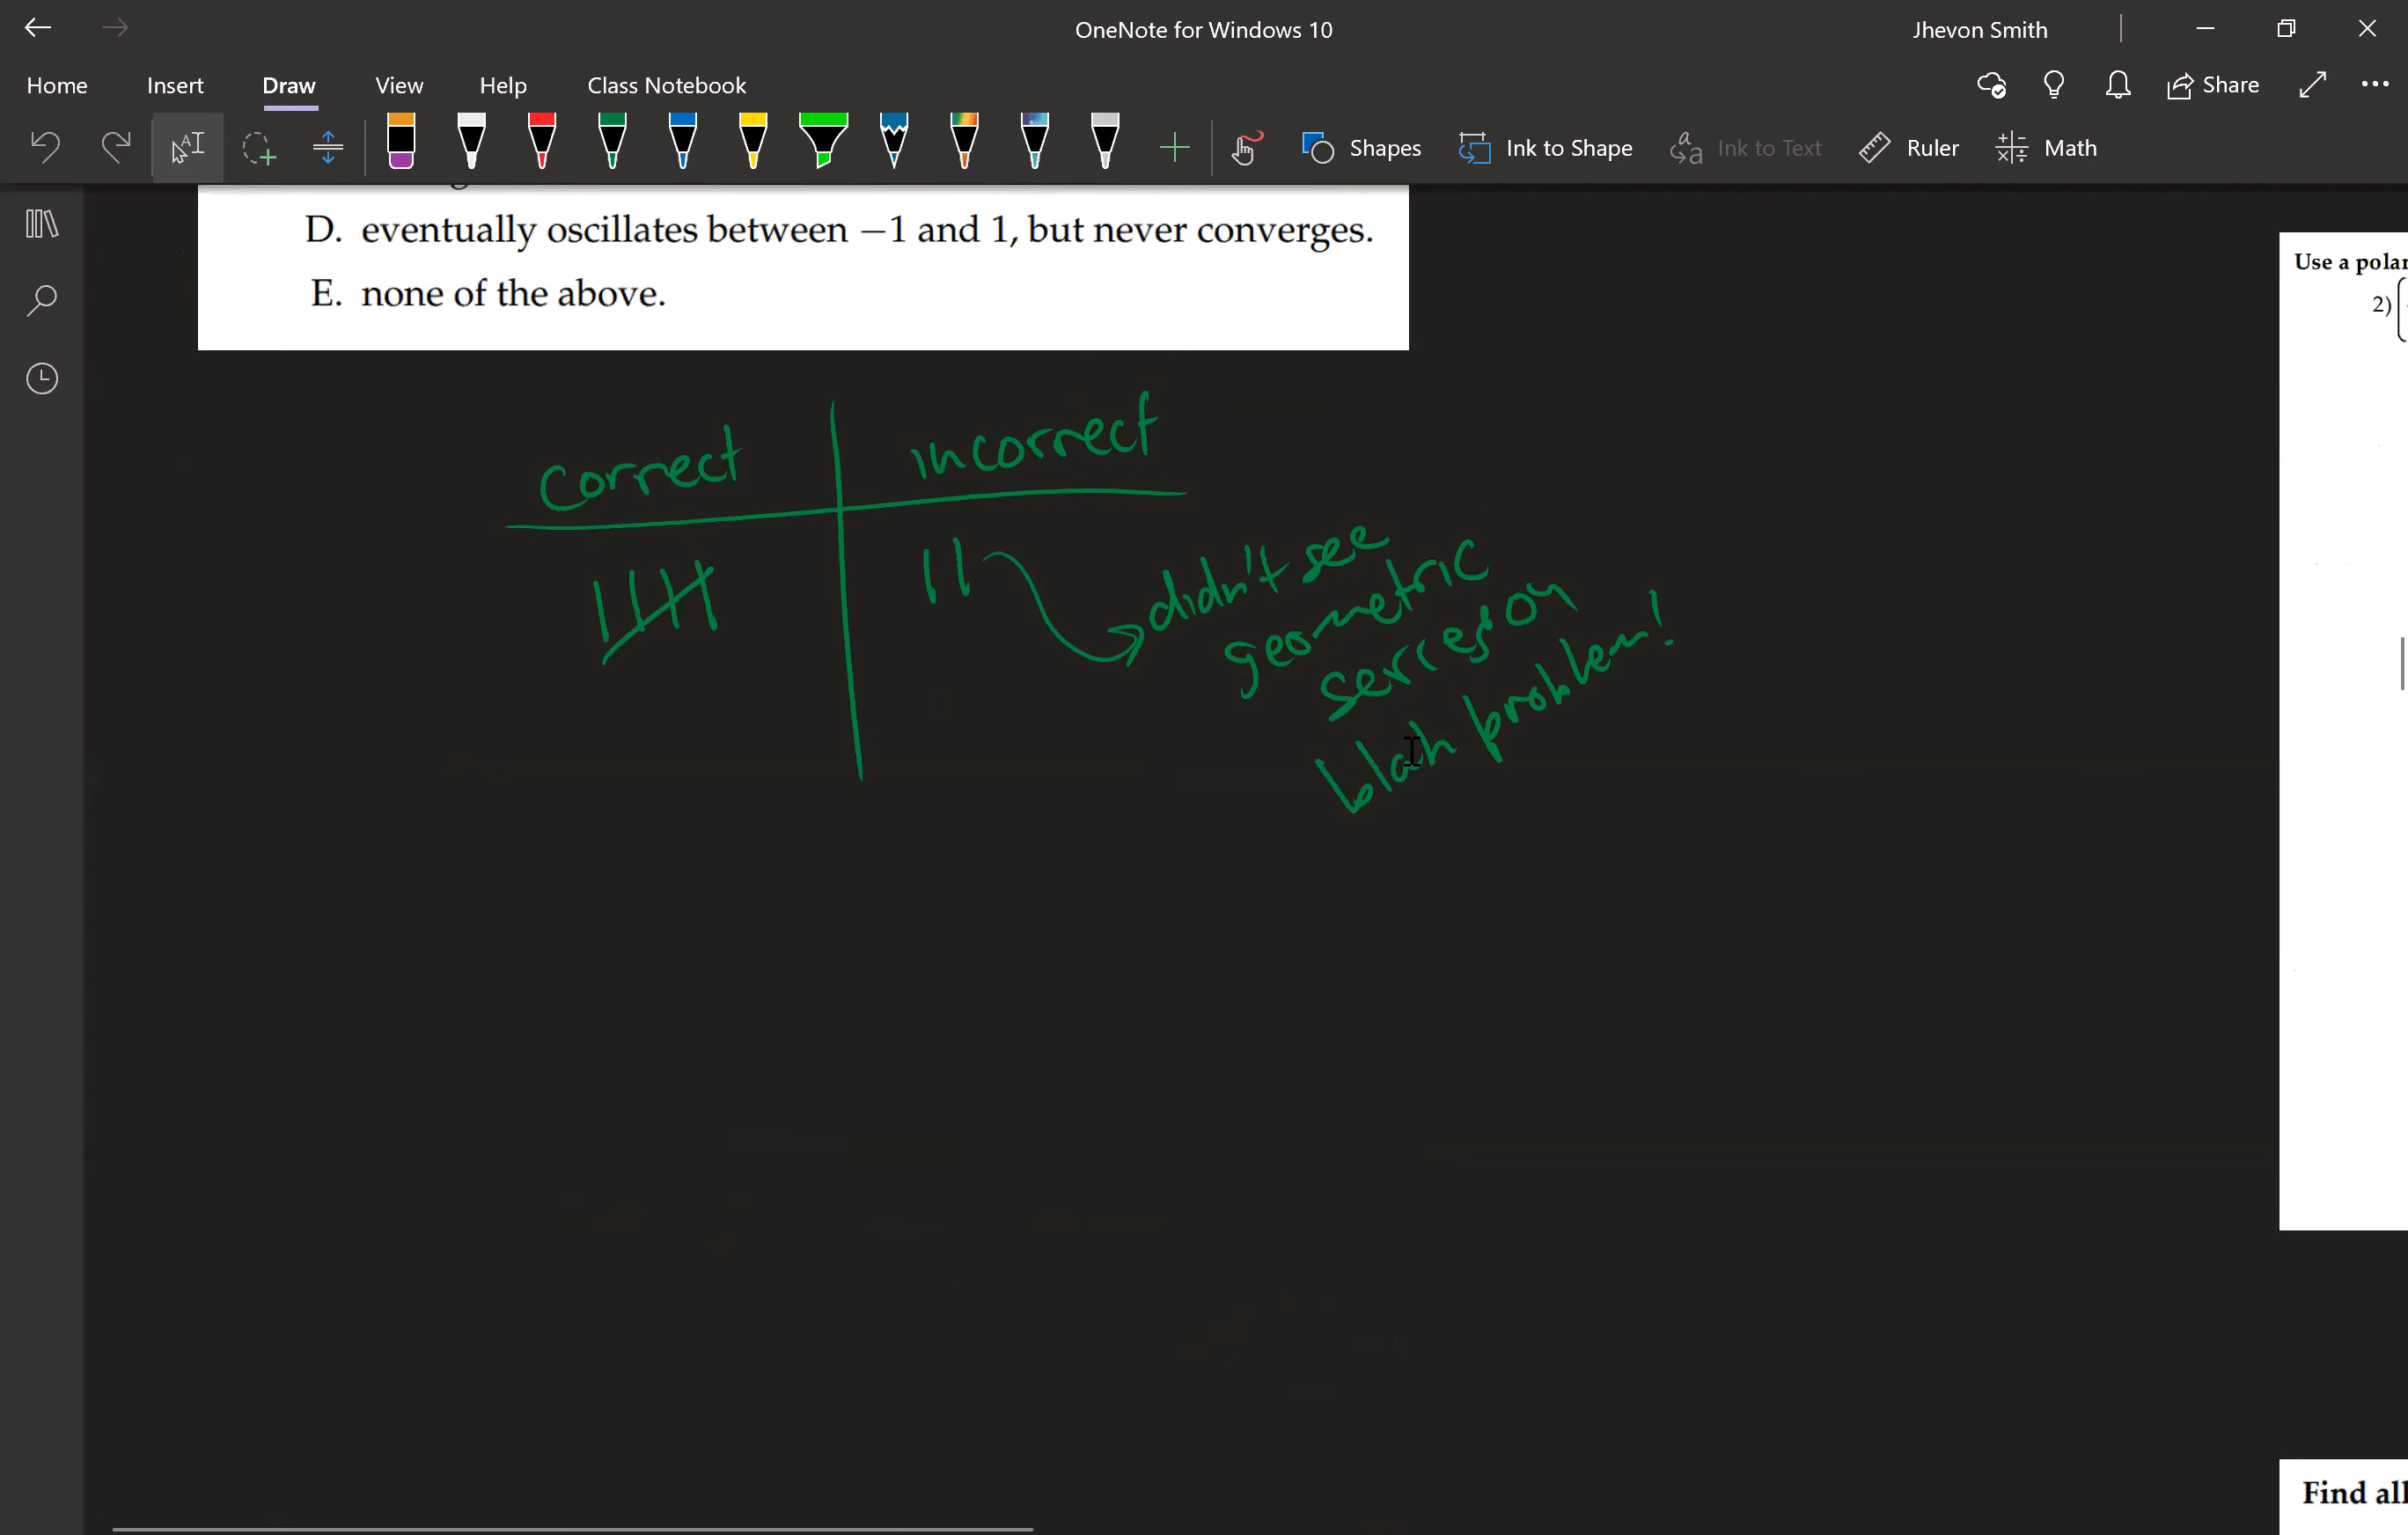 OneNote for Windows 10
Jhevon Smith
Home Insert Draw View Help Class Notebook
Share
Shapes Ink to Shape Ink to Text Ruler Math
D. eventually oscillates between −1 and 1, but never converges.
E. none of the above.
Use a polar
2)
correct incorrect
didn't see
geometric
series on
blah problem!
Find all